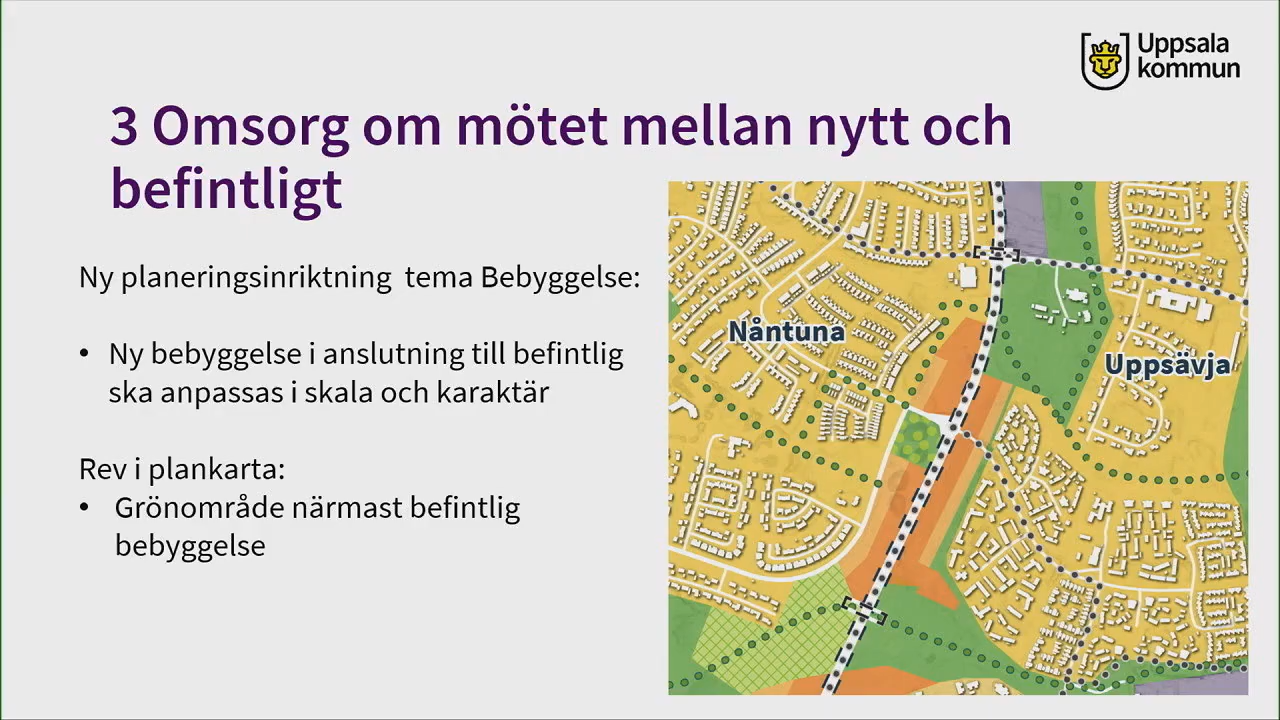 Uppsala
kommun
3 Omsorg om mötet mellan nytt och
befintligt
Ny planeringsinriktning tema Bebyggelse:
• Ny bebyggelse i anslutning till befintlig
ska anpassas i skala och karaktär
Rev i plankarta:
• Grönområde närmast befintlig
bebyggelse
Nåntuna
Uppsävja